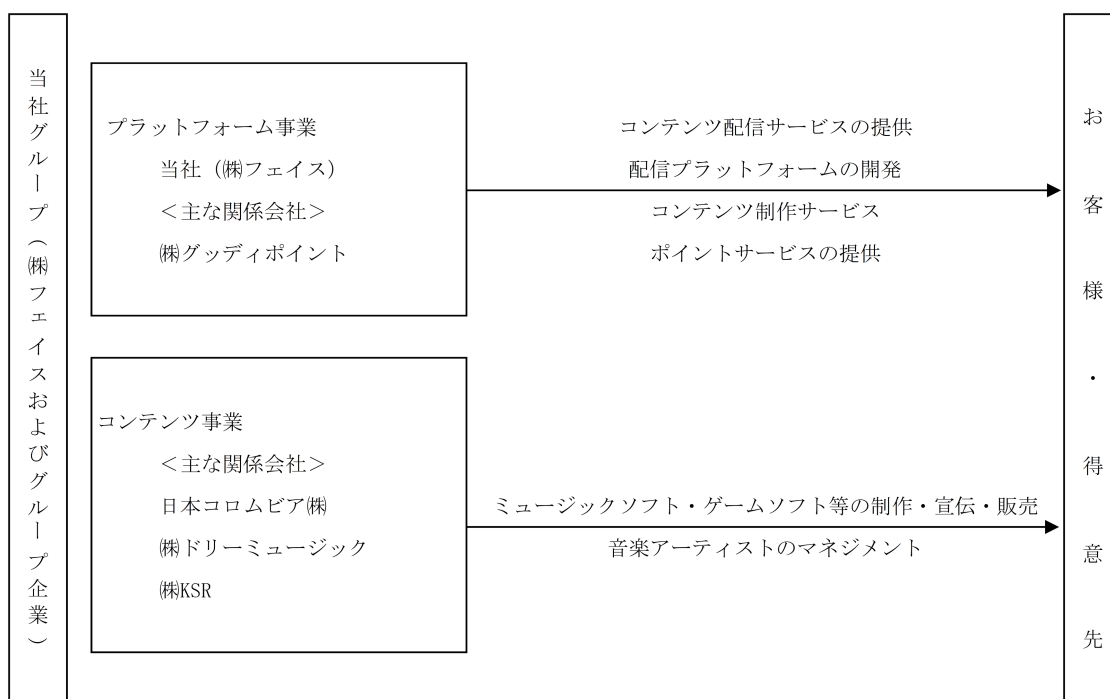 当社グループ(㈱フェイスおよびグループ企業)
プラットフォーム事業
当社(㈱フェイス)
<主な関係会社>
㈱グッディポイント
コンテンツ配信サービスの提供
配信プラットフォームの開発
コンテンツ制作サービス
ポイントサービスの提供
コンテンツ事業
<主な関係会社>
日本コロムビア㈱
㈱ドリーミュージック
㈱KSR
ミュージックソフト・ゲームソフト等の制作・宣伝・販売
音楽アーティストのマネジメント
お客様・得意先